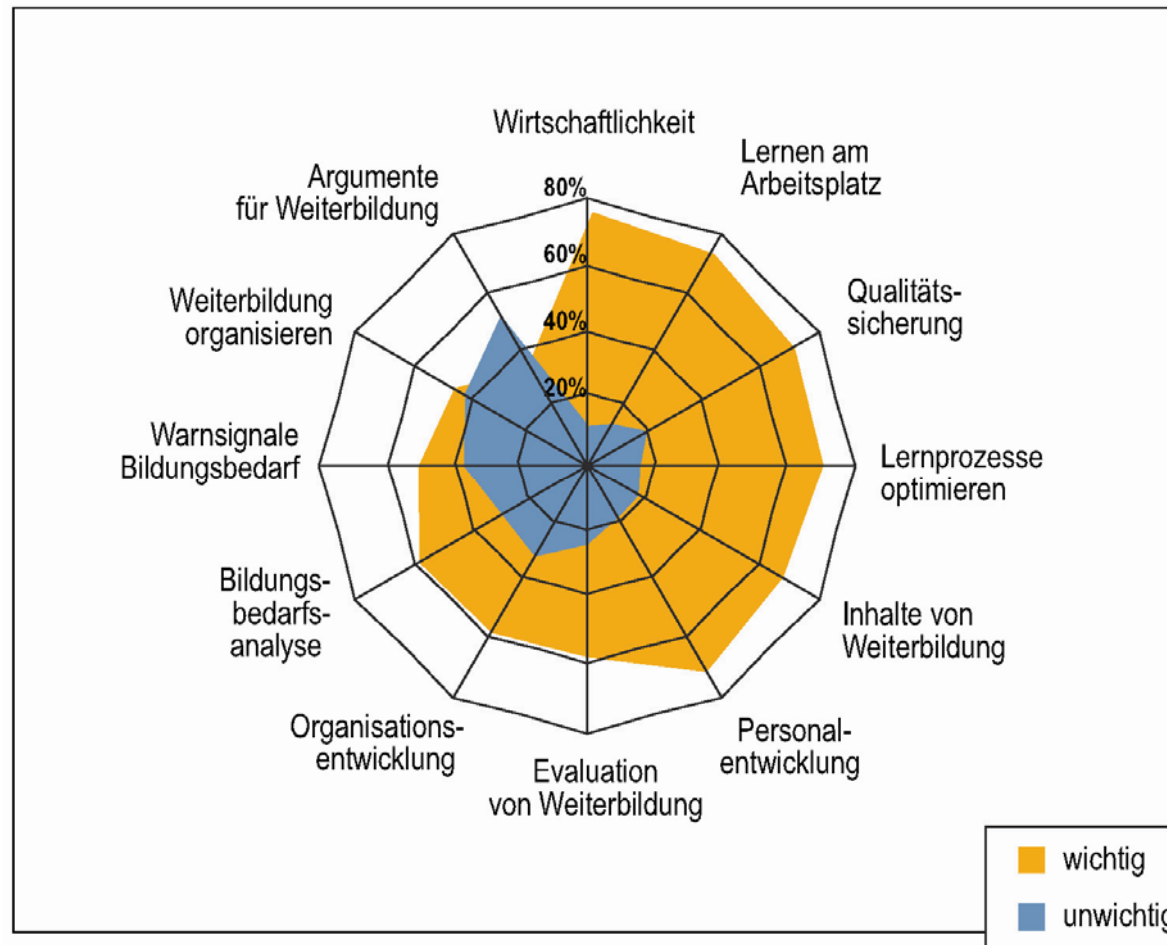 Wirtschaftlichkeit
Lernen am
Arbeitsplatz
Qualitäts-
sicherung
Lernprozesse
optimieren
Inhalte von
Weiterbildung
Personal-
entwicklung
Evaluation
von Weiterbildung
Organisations-
entwicklung
Bildungs-
bedarfs-
analyse
Warnsignale
Bildungsbedarf
Weiterbildung
organisieren
Argumente
für Weiterbildung
80%
60%
40%
20%
wichtig
unwichtig